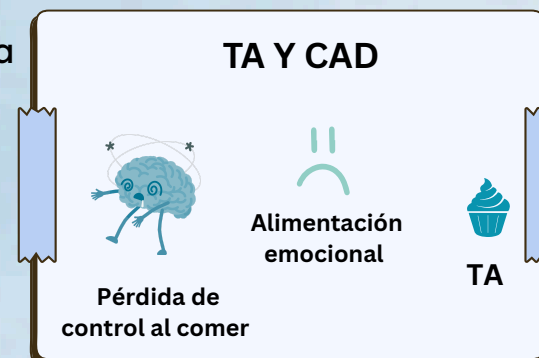 a
TA Y CAD
Alimentación
emocional
TA
Pérdida de
control al comer